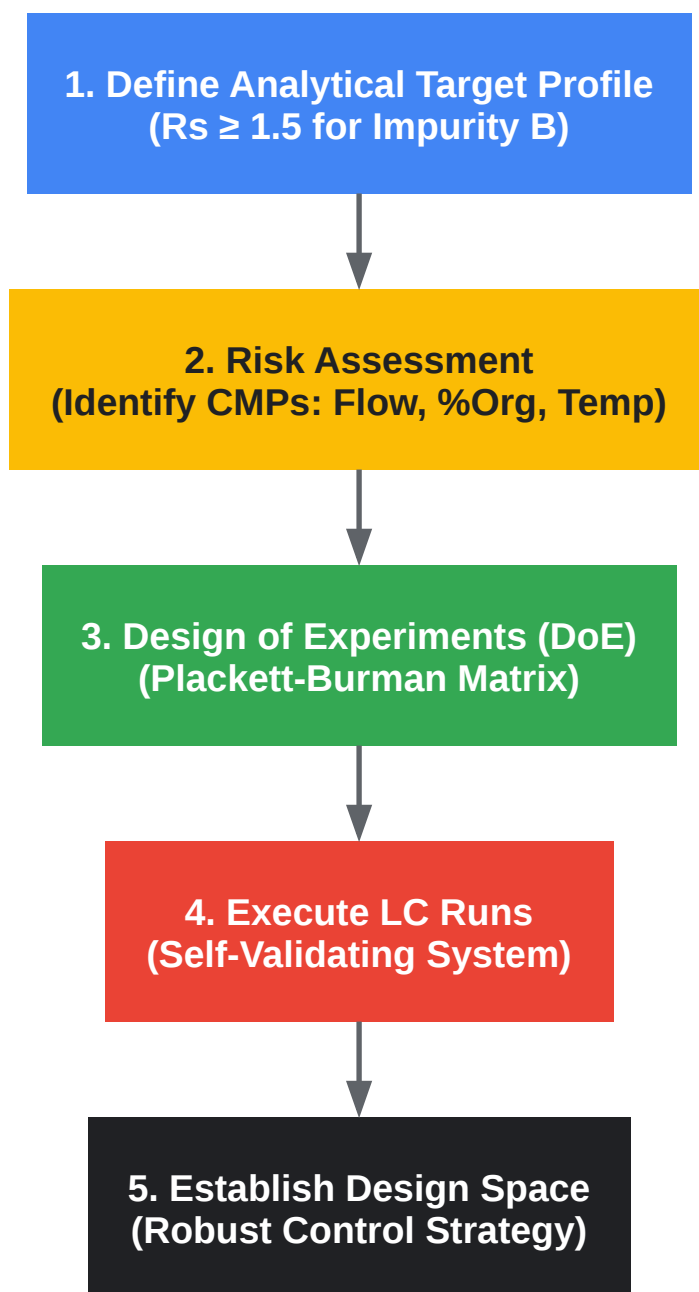 1. Define Analytical Target Profile
(Rs ≥ 1.5 for Impurity B)
2. Risk Assessment
(Identify CMPs: Flow, %Org, Temp)
3. Design of Experiments (DoE)
(Plackett-Burman Matrix)
4. Execute LC Runs
(Self-Validating System)
5. Establish Design Space
(Robust Control Strategy)